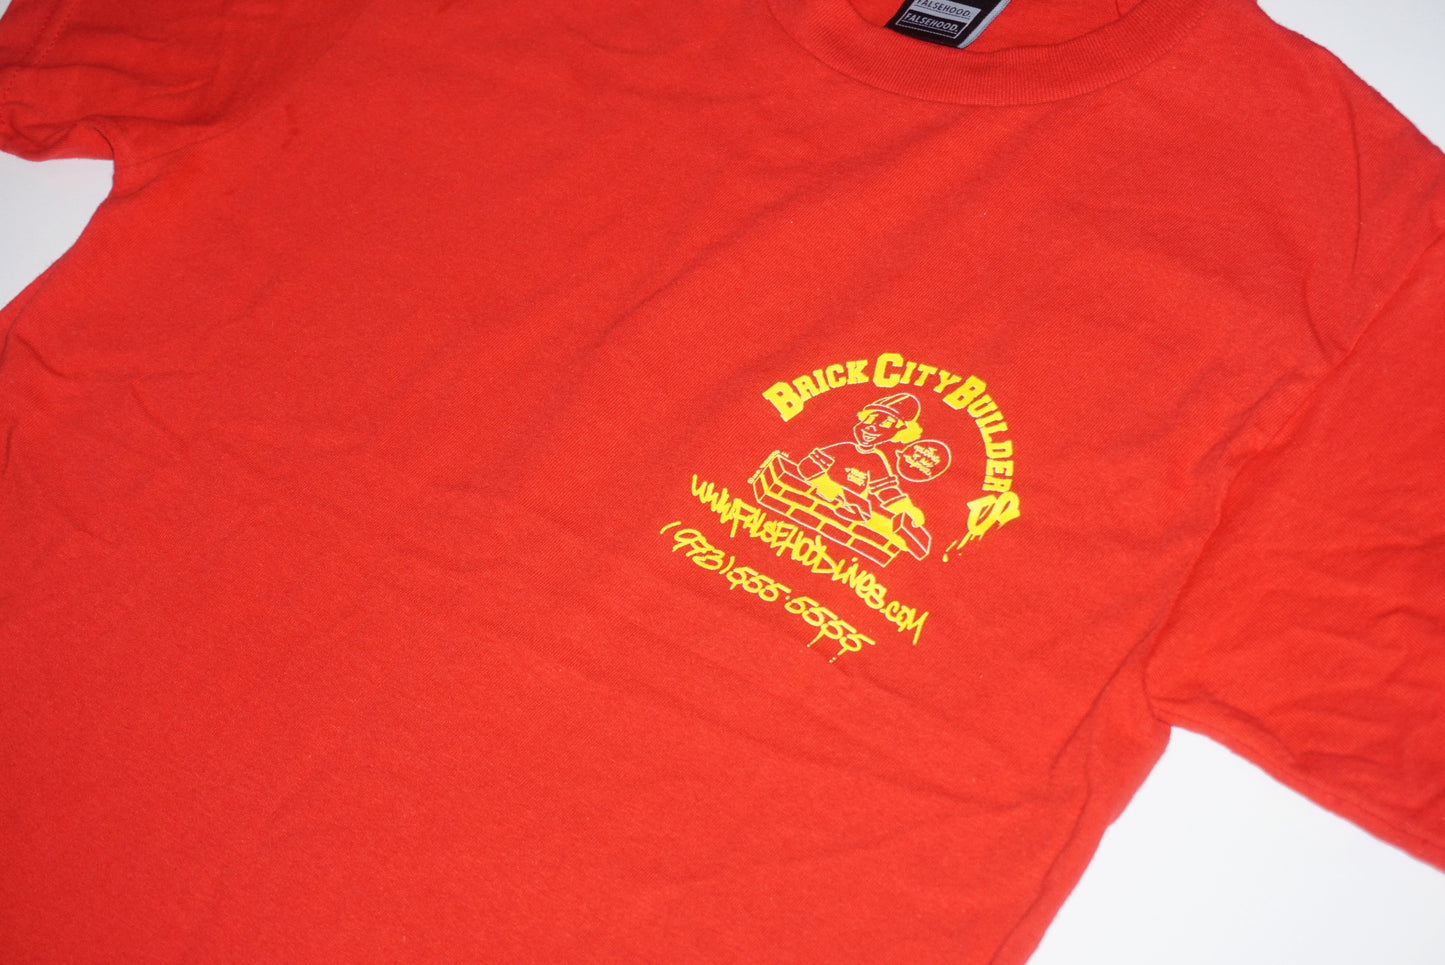 FALSEHOOD.
FALSEHOOD.
BRICK CITY BUILDERS
www.FALSEHOODLiNes.com
(973) 555-5555